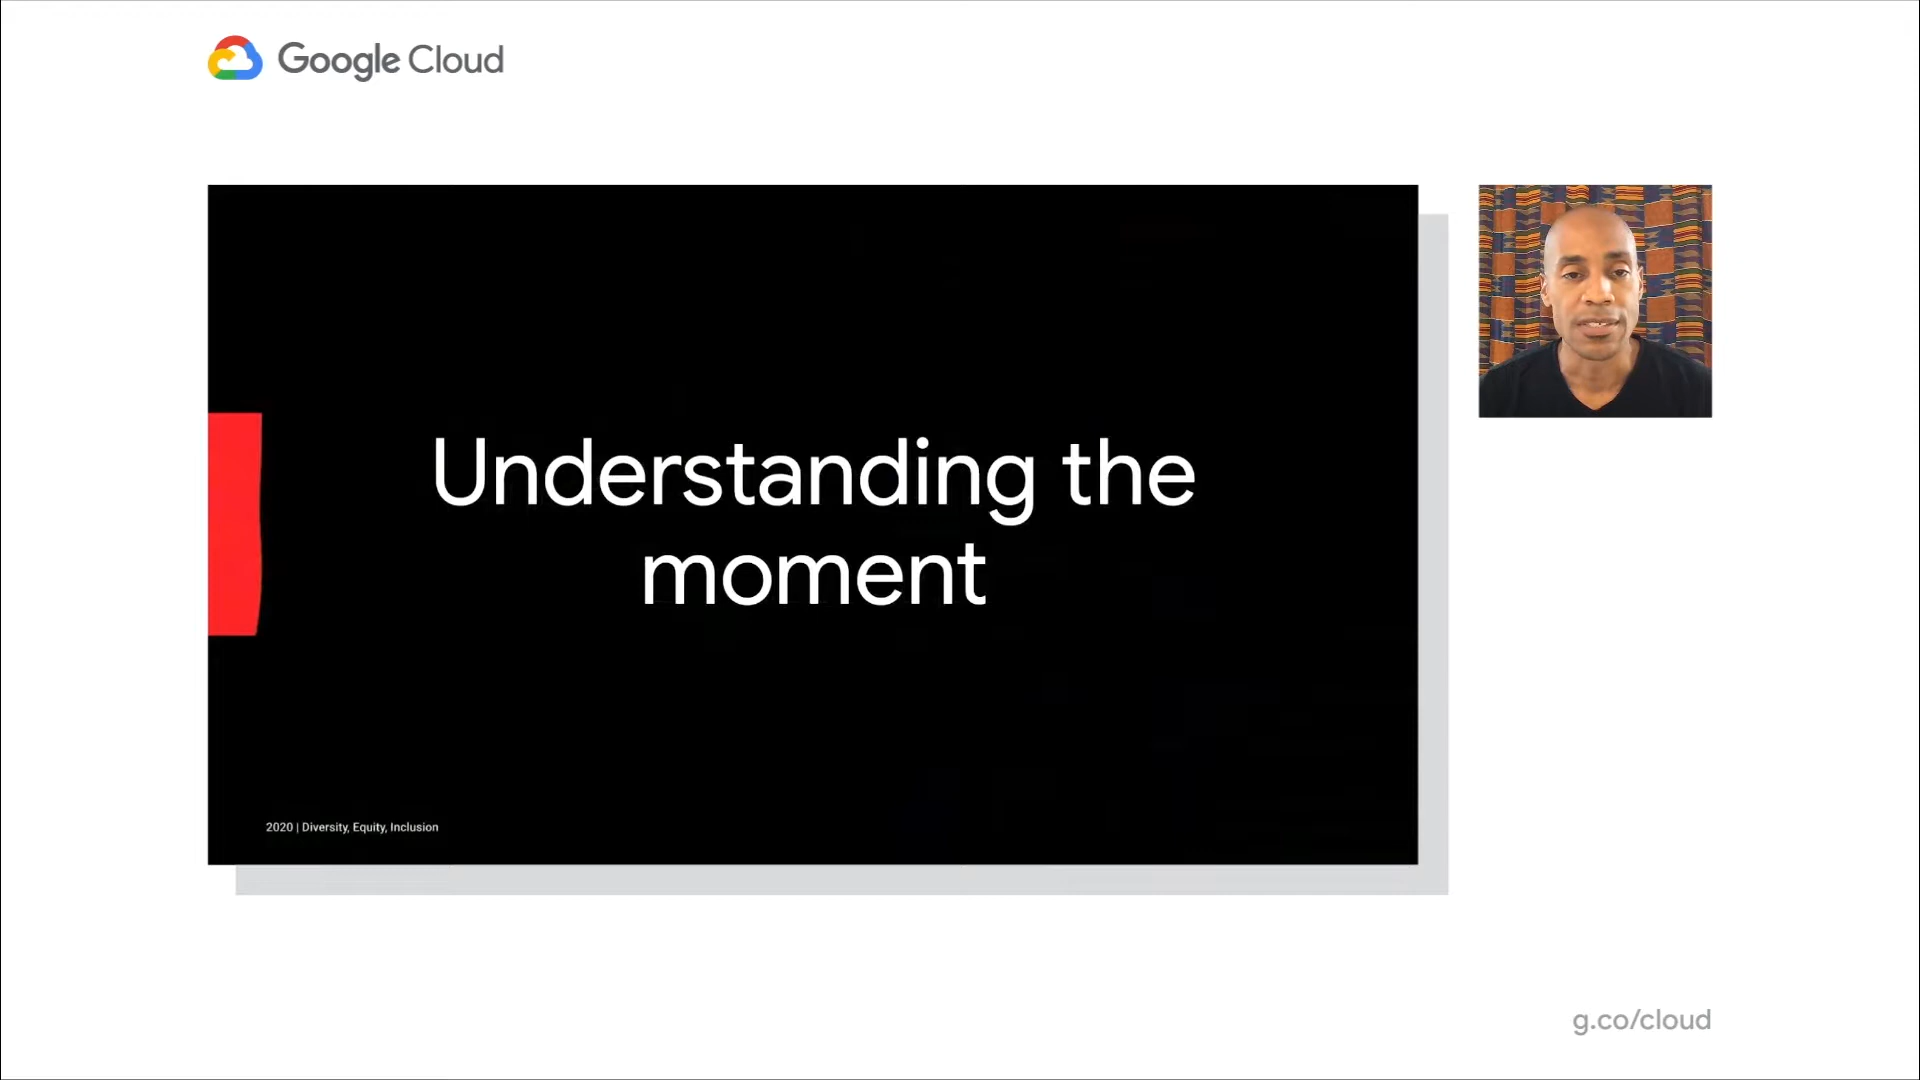 Google Cloud
Understanding the
moment
2020 | Diversity, Equity, Inclusion
g.co/cloud